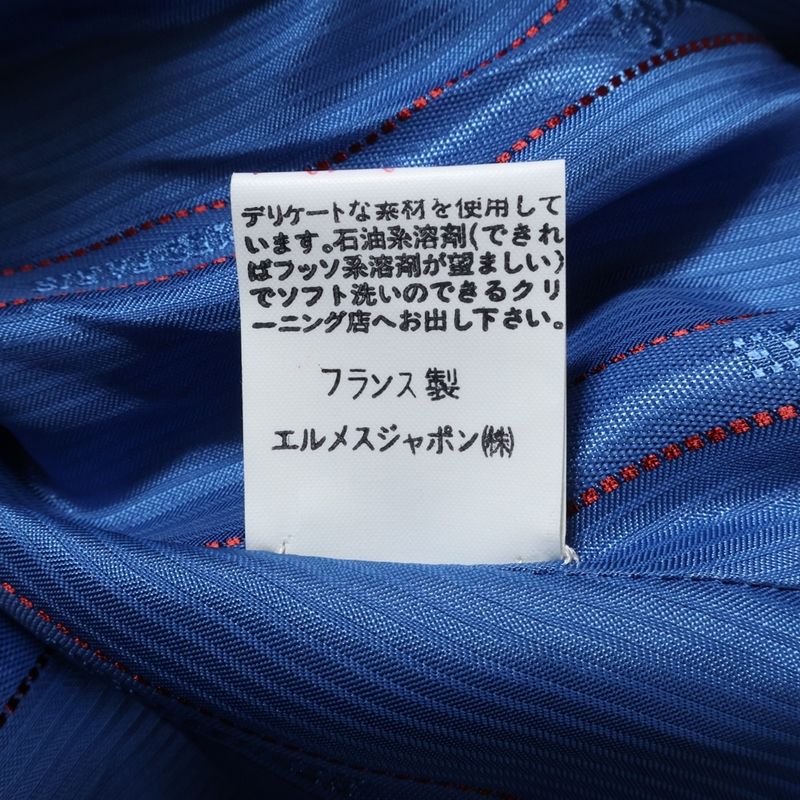 デリケートな素材を使用して
います。石油系溶剤(できれ
ばフッソ系溶剤が望ましい)
でソフト洗いのできるクリ
ーニング店へお出し下さい。
フランス製
エルメスジャポン㈱